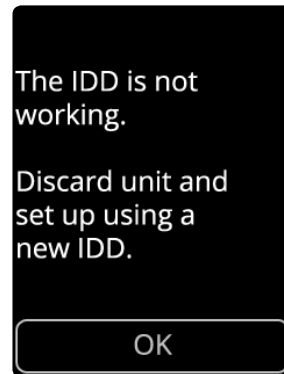 The IDD is not
working.
Discard unit and
set up using a
new IDD.
OK